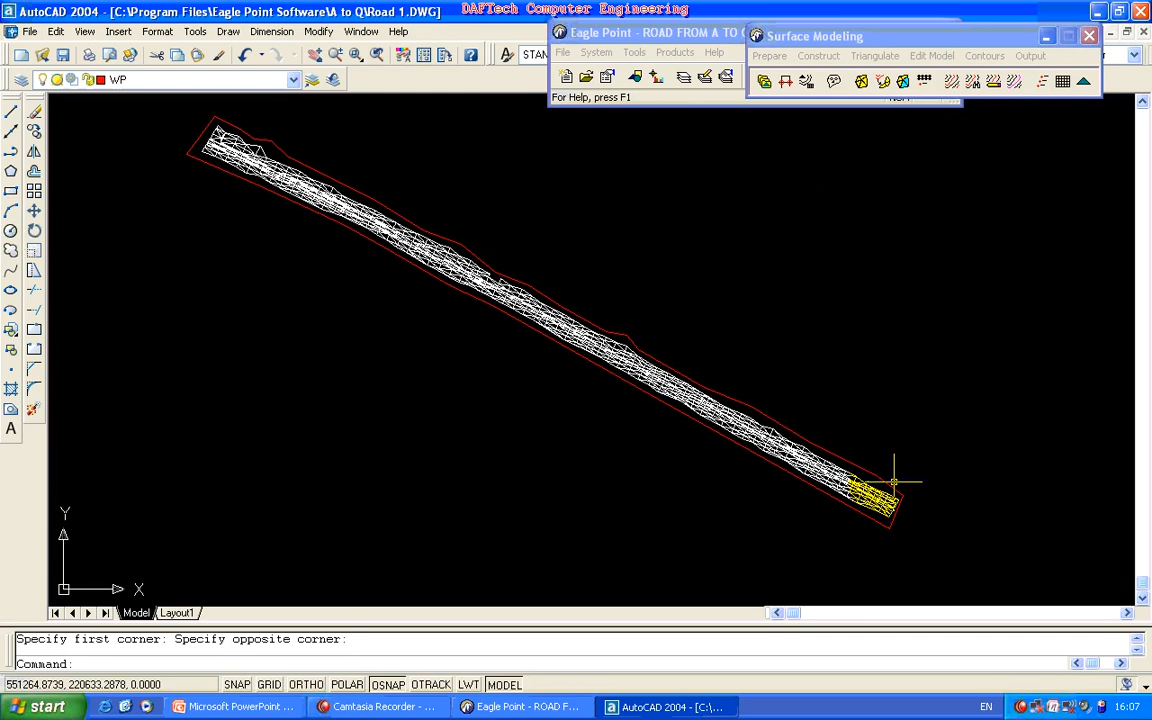 AutoCAD 2004 - [C:\Program Files\Eagle Point Software\A to Q\Road 1.DWG]
DAFTech Computer Engineering
File Edit View Insert Format Tools Draw Dimension Modify Window
Eagle Point - ROAD FROM A TO
Surface Modeling
File System Tools Products Help
Prepare Construct Triangulate Edit Model Contours Output
STAN
WP
For Help, press F1
A
Y
X
Model Layout1
Specify first corner: Specify opposite corner:
Command:
551264.8739, 220633.2878, 0.0000 SNAP GRID ORTHO POLAR OSNAP OTRACK LWT MODEL
start Microsoft PowerPoint ... Camtasia Recorder - ... Eagle Point - ROAD F... AutoCAD 2004 - [C:\... EN 16:07